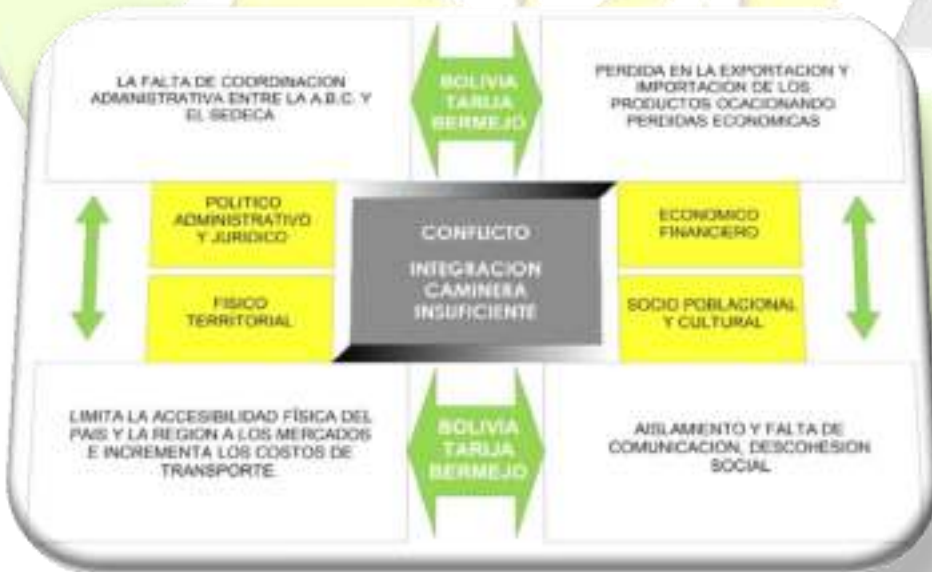 LA FALTA DE COORDINACION
ADMINISTRATIVA ENTRE LA A.B.C. Y
EL SEDECA
BOLIVIA
TARIJA
BERMEJO
PERDIDA EN LA EXPORTACION Y
IMPORTACION DE LOS
PRODUCTOS OCACIONANDO
PERDIDAS ECONOMICAS
POLITICO
ADMINISTRATIVO
Y JURIDICO
CONFLICTO
INTEGRACION
CAMINERA
INSUFICIENTE
ECONOMICO
FINANCIERO
FISICO
TERRITORIAL
SOCIO POBLACIONAL
Y CULTURAL
LIMITA LA ACCESIBILIDAD FÍSICA DEL
PAIS Y LA REGION A LOS MERCADOS
E INCREMENTA LOS COSTOS DE
TRANSPORTE.
BOLIVIA
TARIJA
BERMEJO
AISLAMIENTO Y FALTA DE
COMUNICACION, DESCOHESION
SOCIAL